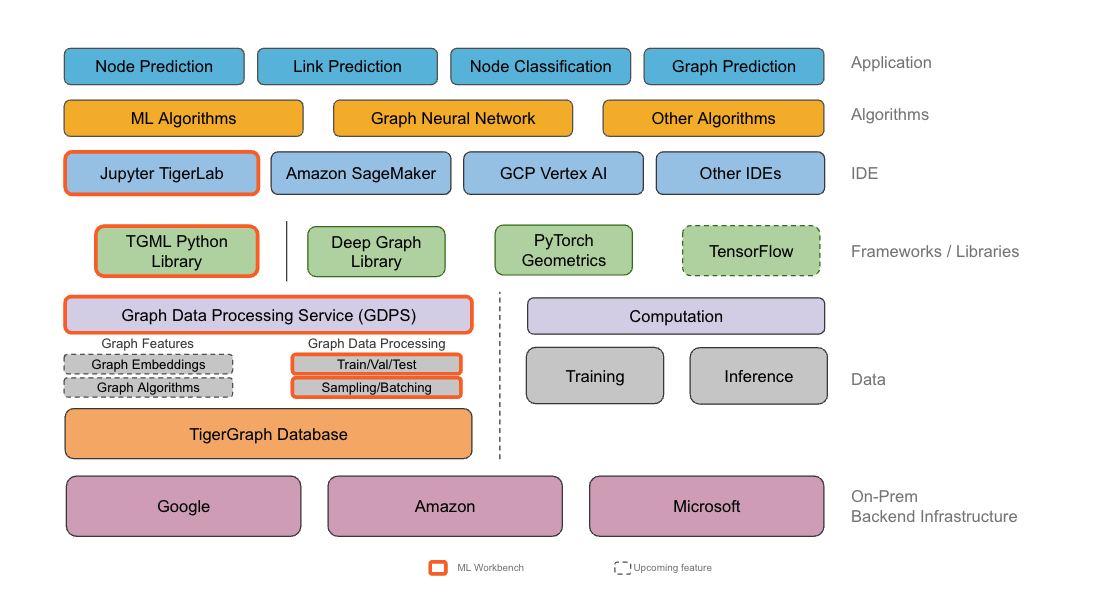 Node Prediction
Link Prediction
Node Classification
Graph Prediction
Application
ML Algorithms
Graph Neural Network
Other Algorithms
Algorithms
Jupyter TigerLab
Amazon SageMaker
GCP Vertex AI
Other IDEs
IDE
TGML Python
Library
Deep Graph
Library
PyTorch
Geometrics
TensorFlow
Frameworks / Libraries
Graph Data Processing Service (GDPS)
Computation
Graph Features
Graph Data Processing
Graph Embeddings
Train/Val/Test
Graph Algorithms
Sampling/Batching
Training
Inference
Data
TigerGraph Database
Google
Amazon
Microsoft
On-Prem
Backend Infrastructure
ML Workbench
Upcoming feature